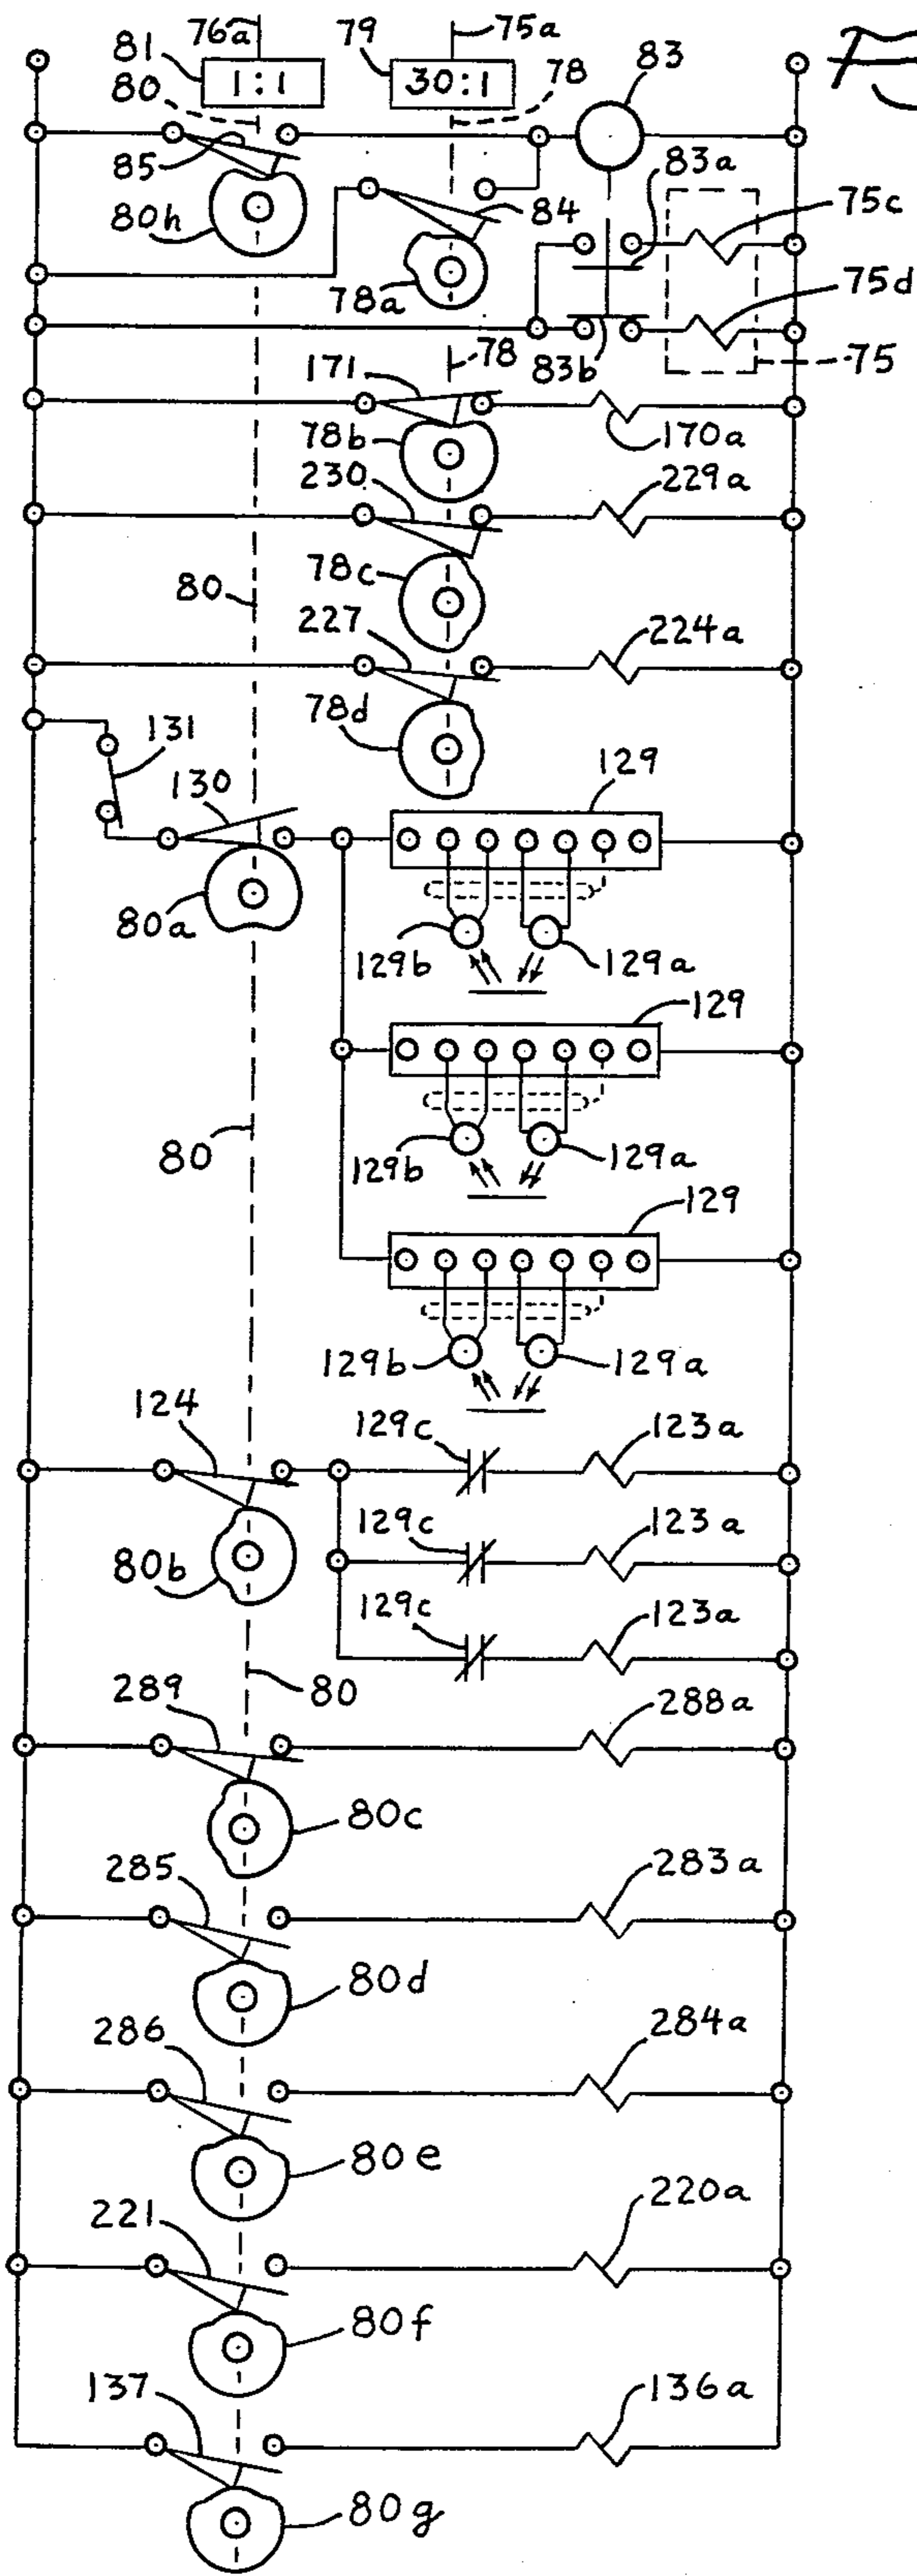 76a 79 75a
81 1:1 30:1 83
80 78
85 83a
80h 84 75c
78a 75d
171 78 83b 75
78b 170a
230 229a
78c
80 227 224a
78d
131 130 129
80a 129b 129a
129
80 129b 129a
129
129b 129a
124 129c 123a
129c 123a
80b
129c 123a
289 80 288a
80c
285 283a
80d
286 284a
80e
221 220a
80f
137 136a
80g